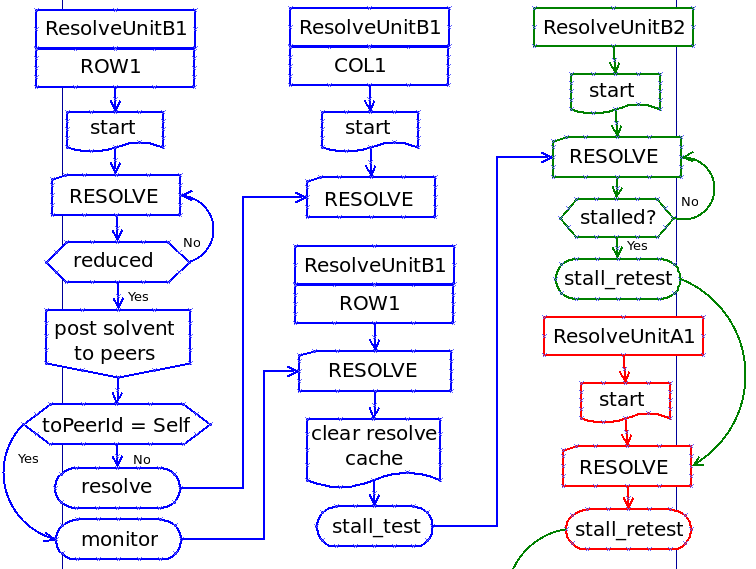 ResolveUnitB1
ROW1
start
RESOLVE
No
reduced
Yes
post solvent
to peers
toPeerId = Self
Yes
No
resolve
monitor
ResolveUnitB1
COL1
start
RESOLVE
ResolveUnitB1
ROW1
RESOLVE
clear resolve
cache
stall_test
ResolveUnitB2
start
RESOLVE
No
stalled?
Yes
stall_retest
ResolveUnitA1
start
RESOLVE
stall_retest